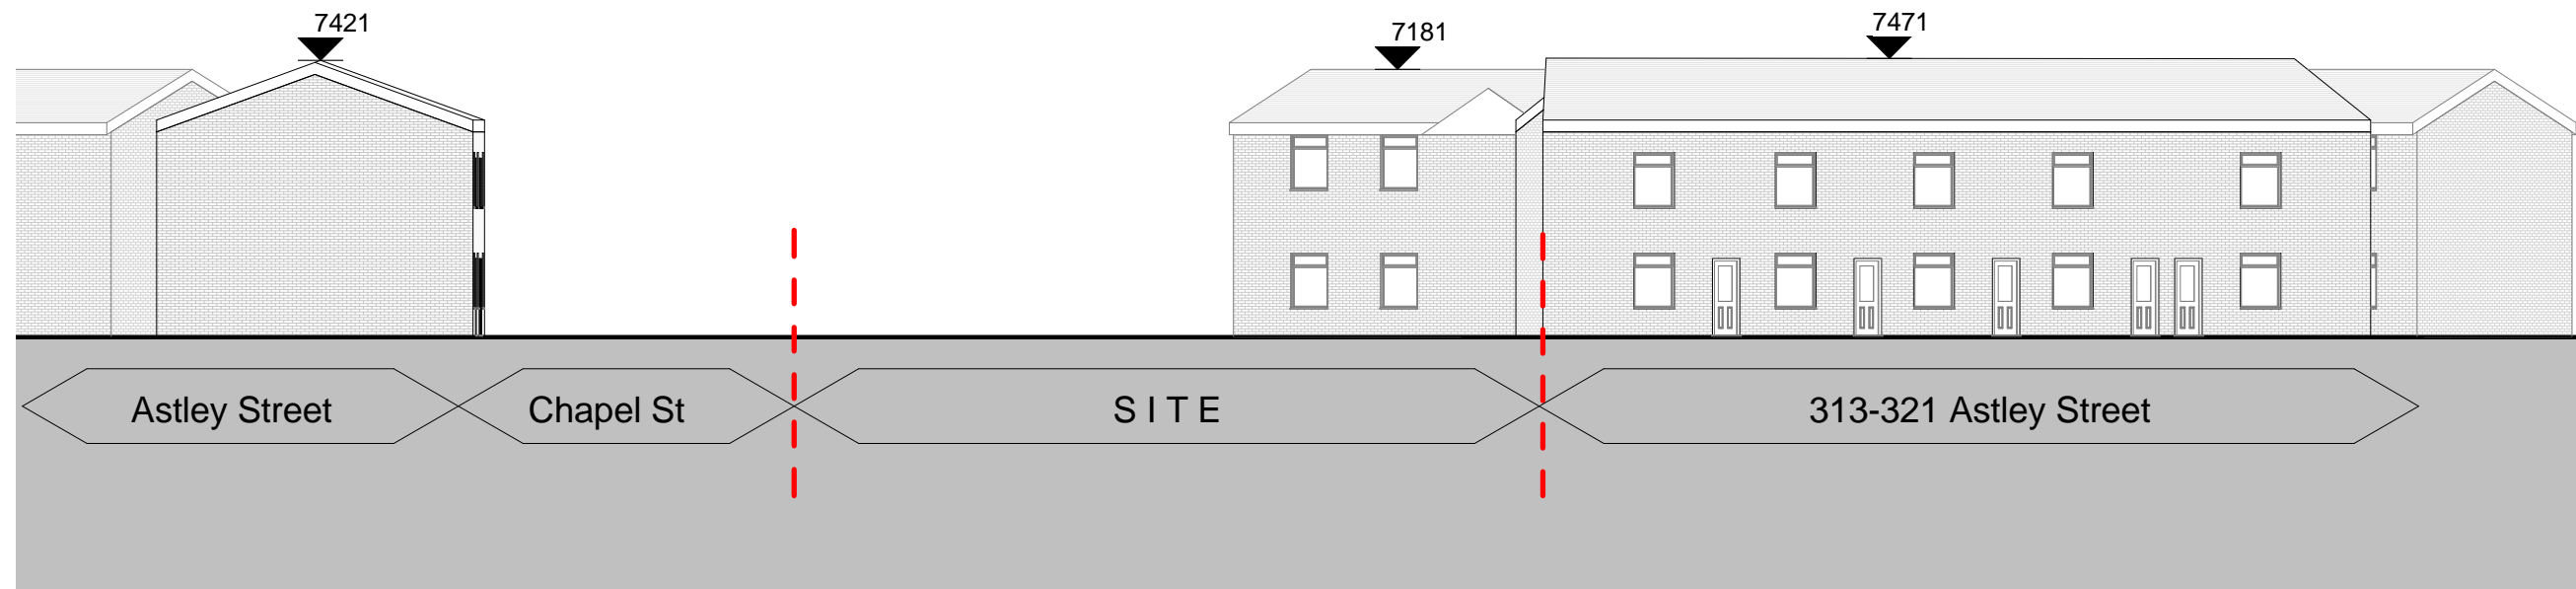 7421
7181
7471
Astley Street
Chapel St
S I T E
313-321 Astley Street